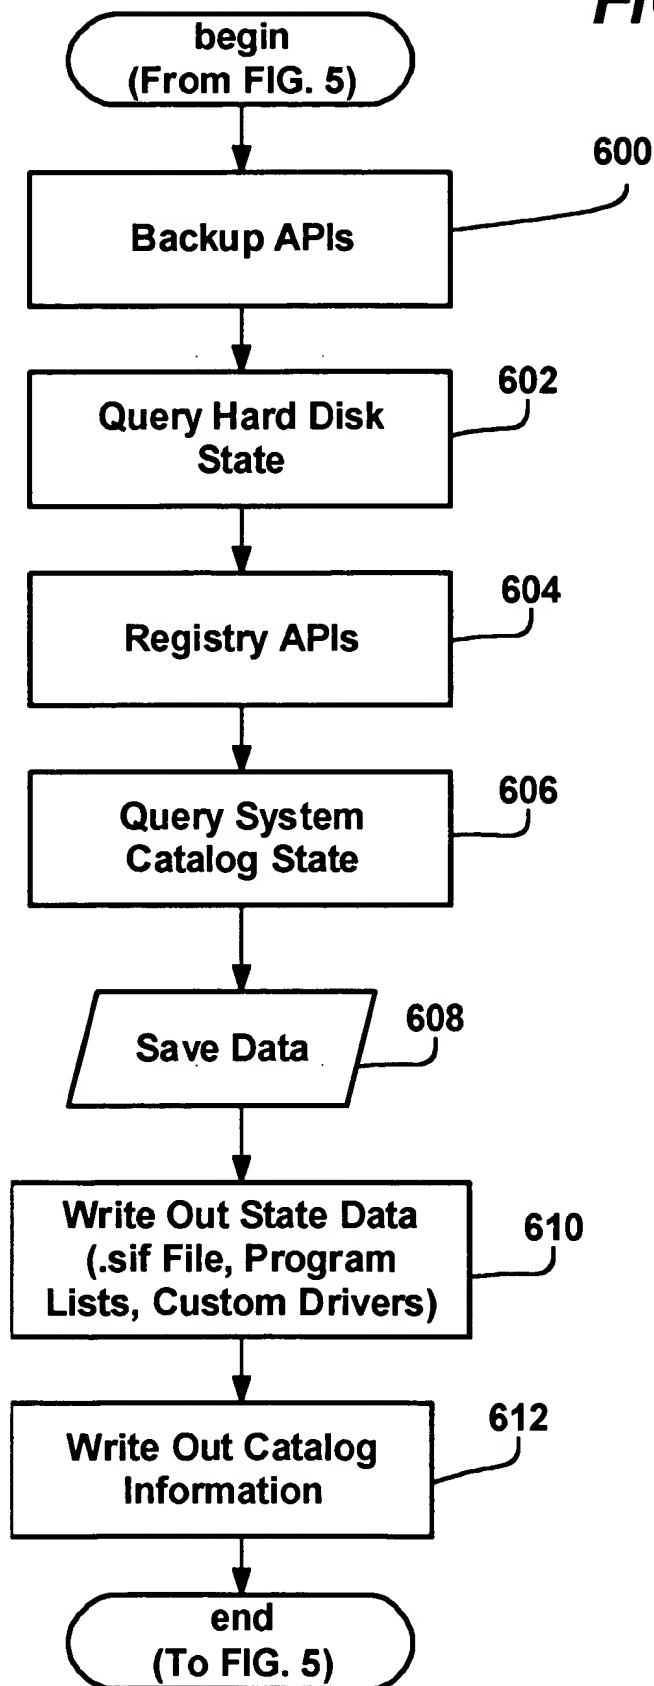 begin
(From FIG. 5)
600
Backup APIs
602
Query Hard Disk
State
604
Registry APIs
606
Query System
Catalog State
608
Save Data
Write Out State Data
(.sif File, Program
Lists, Custom Drivers)
610
612
Write Out Catalog
Information
end
(To FIG. 5)